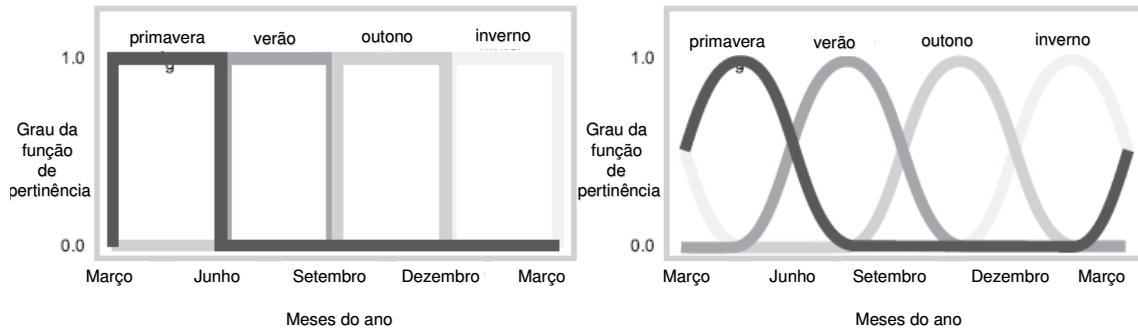 primavera verão outono inverno
1.0
Grau da
função
de
pertinência
0.0
Março Junho Setembro Dezembro Março
Meses do ano
primavera verão outono inverno
1.0
Grau da
função
de
pertinência
0.0
Março Junho Setembro Dezembro Março
Meses do ano